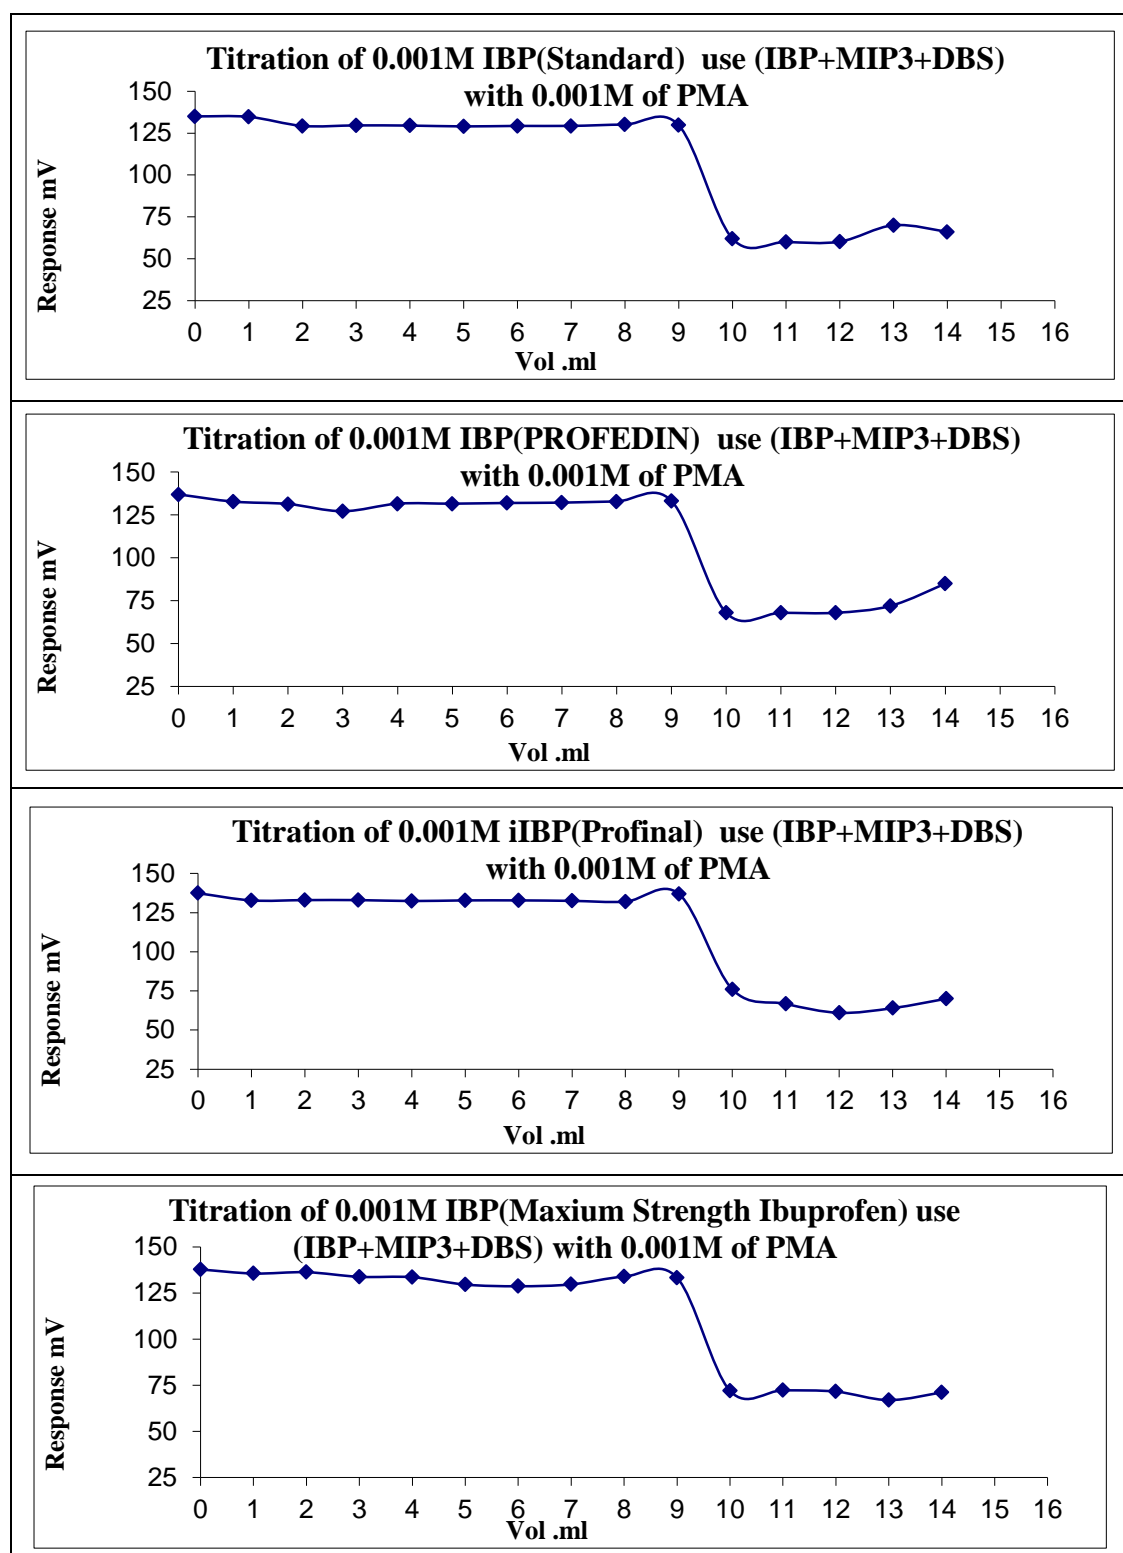 Titration of 0.001M IBP(Standard) use (IBP+MIP3+DBS)
with 0.001M of PMA
150
125
100
75
50
25
Response mV
0 1 2 3 4 5 6 7 8 9 10 11 12 13 14 15 16
Vol .ml
Titration of 0.001M IBP(PROFEDIN) use (IBP+MIP3+DBS)
with 0.001M of PMA
150
125
100
75
50
25
Response mV
0 1 2 3 4 5 6 7 8 9 10 11 12 13 14 15 16
Vol .ml
Titration of 0.001M iIBP(Profinal) use (IBP+MIP3+DBS)
with 0.001M of PMA
150
125
100
75
50
25
Response mV
0 1 2 3 4 5 6 7 8 9 10 11 12 13 14 15 16
Vol .ml
Titration of 0.001M IBP(Maxium Strength Ibuprofen) use
(IBP+MIP3+DBS) with 0.001M of PMA
150
125
100
75
50
25
Response mV
0 1 2 3 4 5 6 7 8 9 10 11 12 13 14 15 16
Vol .ml